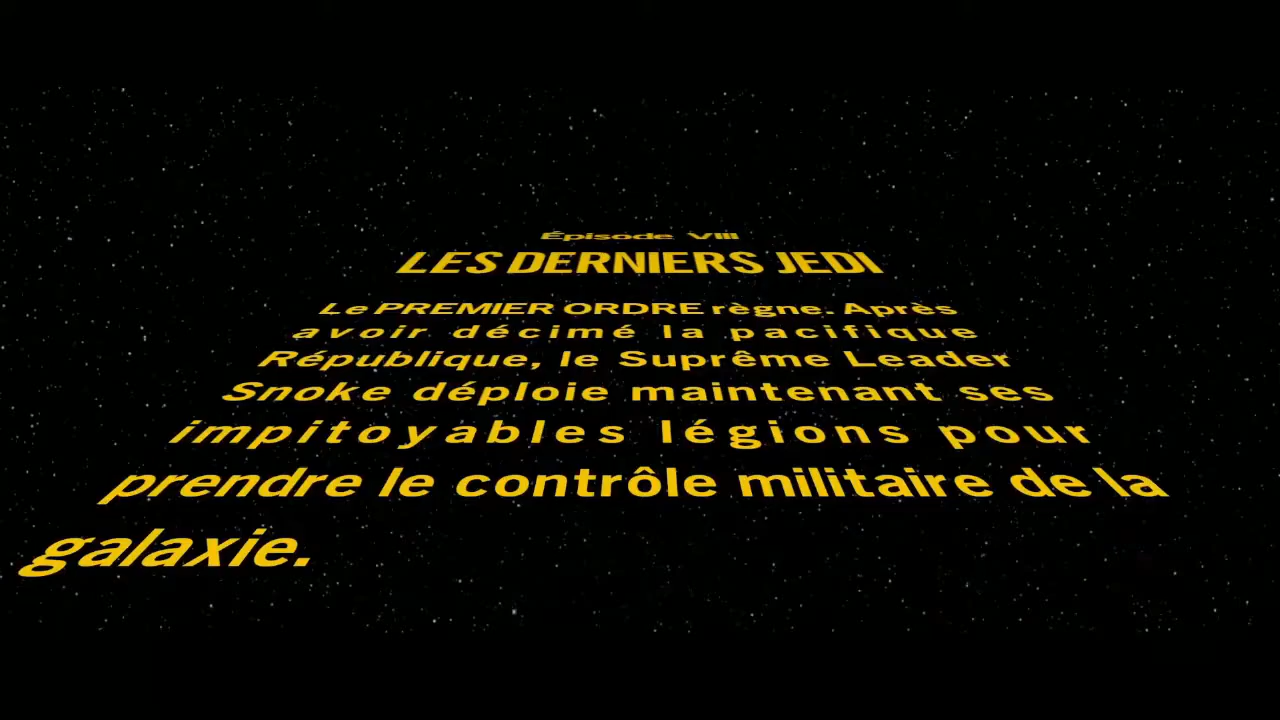 Épisode VIII
LES DERNIERS JEDI
Le PREMIER ORDRE règne. Après
avoir décimé la pacifique
République, le Suprême Leader
Snoke déploie maintenant ses
impitoyables légions pour
prendre le contrôle militaire de la
galaxie.